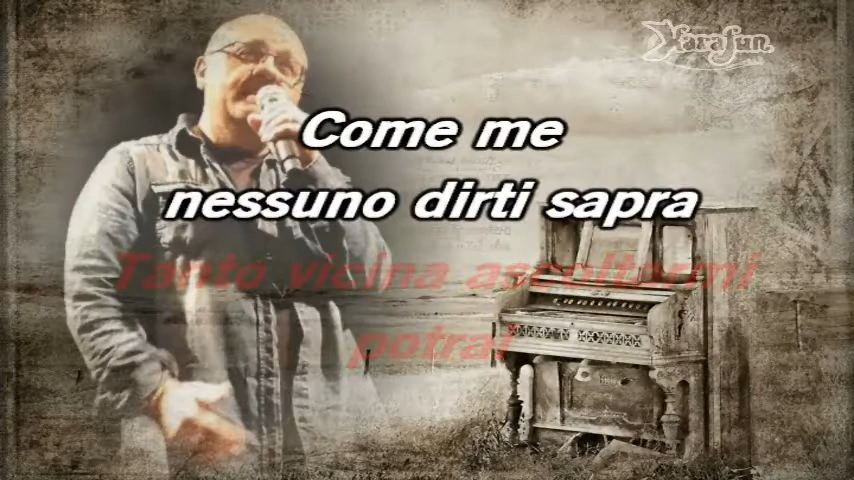 KaraFun
Come me
nessuno dirti sapra
Tanto vicina ascoltarmi
potrai